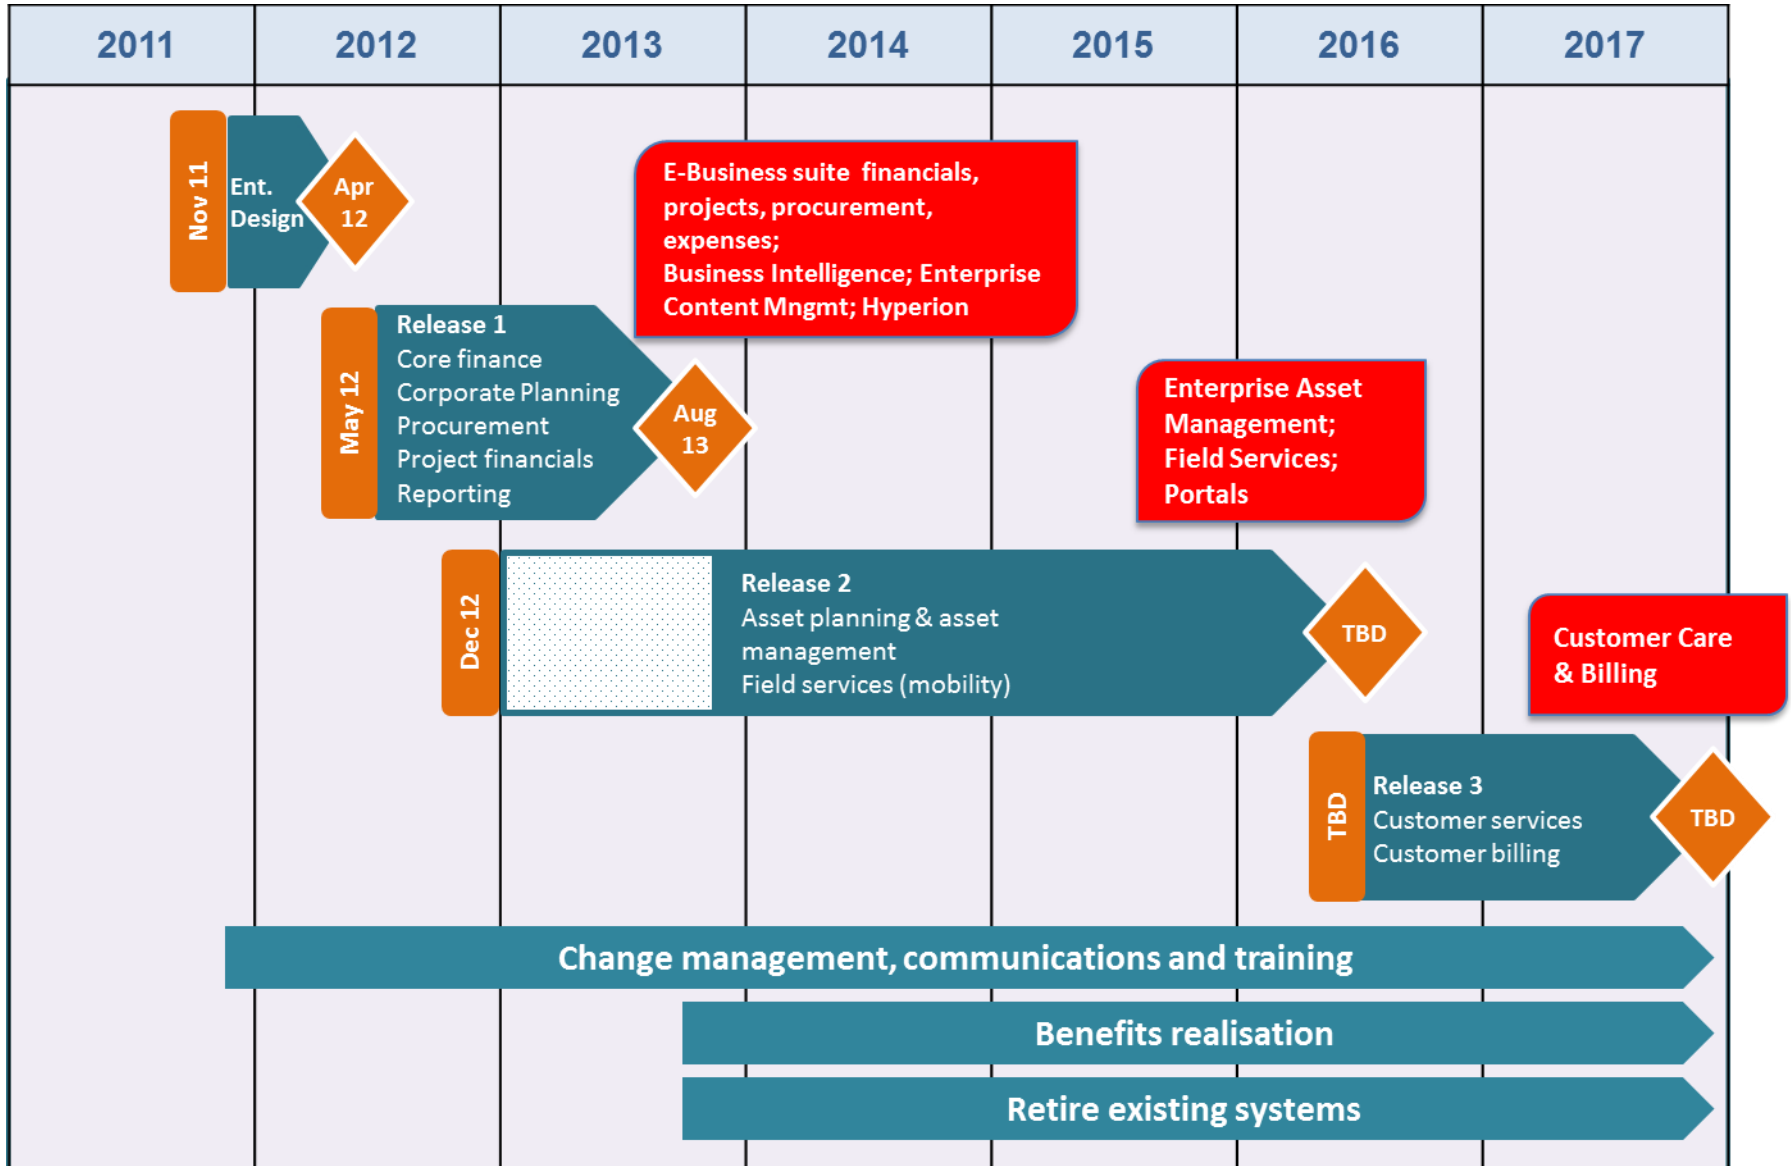 2011 2012 2013 2014 2015 2016 2017
Nov 11
Ent.
Design
Apr
12
E-Business suite  financials,
projects, procurement,
expenses;
Business Intelligence; Enterprise
Content Mngmt; Hyperion
May 12
Release 1
Core finance
Corporate Planning
Procurement
Project financials
Reporting
Aug
13
Enterprise Asset
Management;
Field Services;
Portals
Dec 12
Release 2
Asset planning & asset
management
Field services (mobility)
TBD
Customer Care
& Billing
TBD
Release 3
Customer services
Customer billing
TBD
Change management, communications and training
Benefits realisation
Retire existing systems